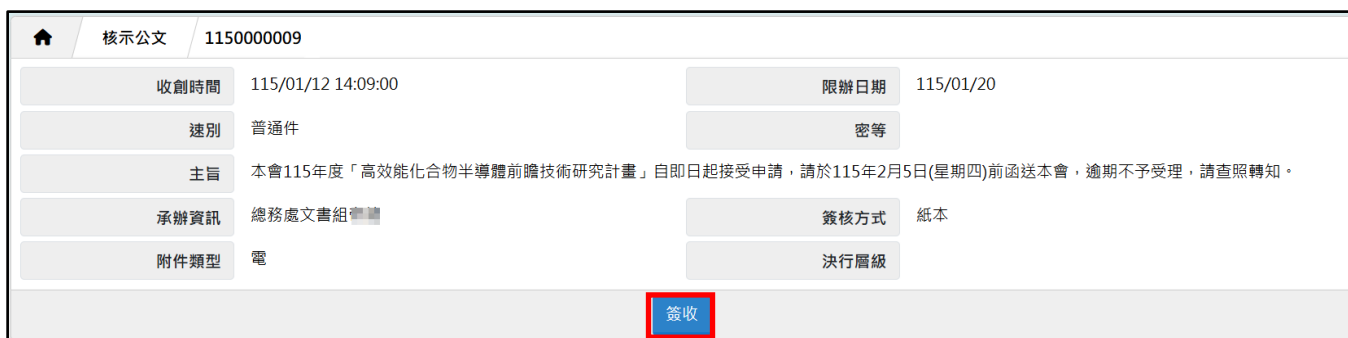 核示公文 1150000009
收創時間 115/01/12 14:09:00 限辦日期 115/01/20
速別 普通件 密等
主旨 本會115年度「高效能化合物半導體前瞻技術研究計畫」自即日起接受申請，請於115年2月5日(星期四)前函送本會，逾期不予受理，請查照轉知。
承辦資訊 總務處文書組 簽核方式 紙本
附件類型 電 決行層級
簽收